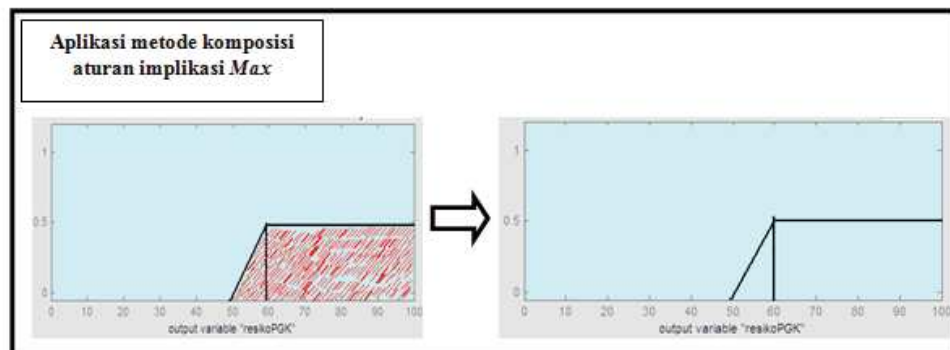 Aplikasi metode komposisi
aturan implikasi Max
1
0.5
0
0 10 20 30 40 50 60 70 80 90 100
output variable "resikoPGK"
1
0.5
0
0 10 20 30 40 50 60 70 80 90 100
output variable "resikoPGK"